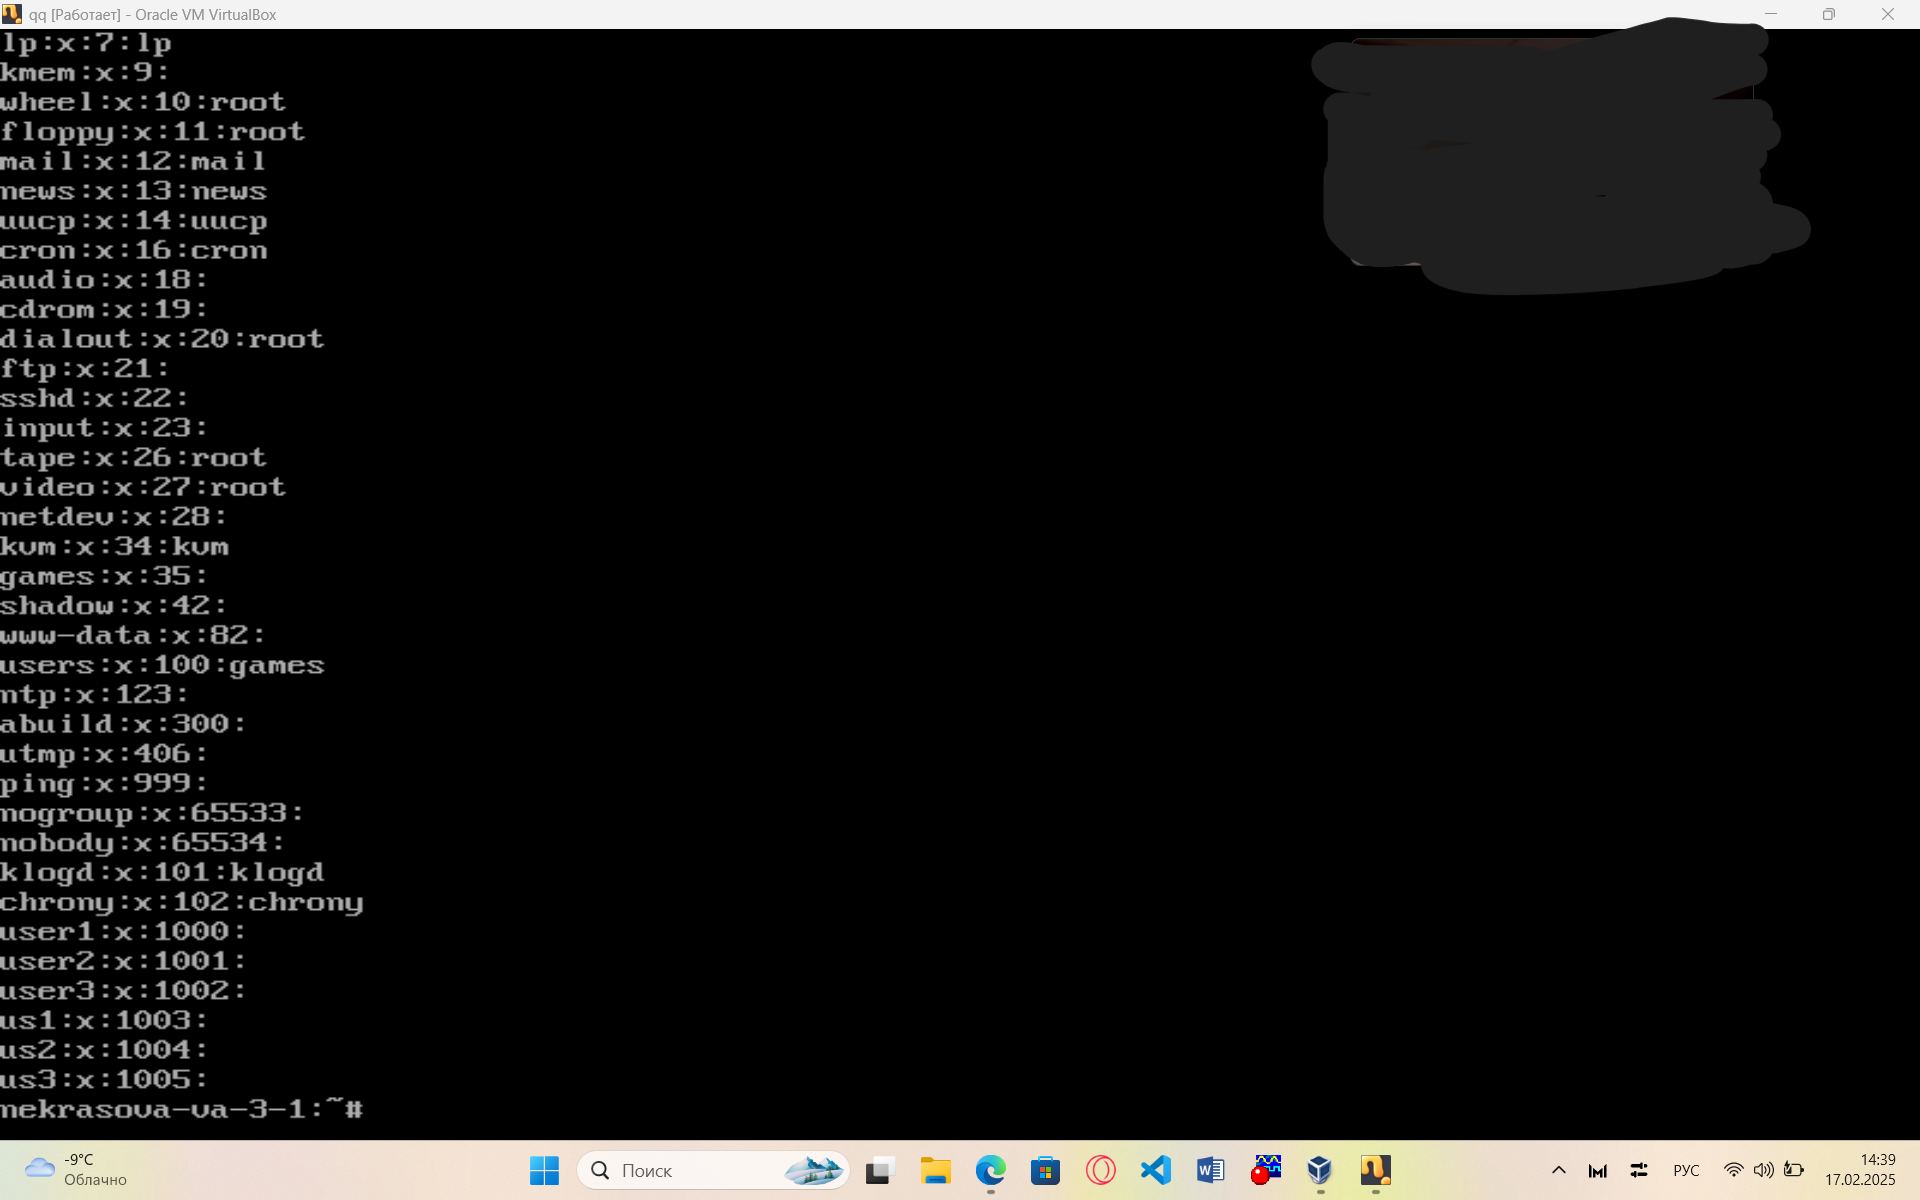 qq [Работает] - Oracle VM VirtualBox
lp:x:7:lp
kmem:x:9:
wheel:x:10:root
floppy:x:11:root
mail:x:12:mail
news:x:13:news
uucp:x:14:uucp
cron:x:16:cron
audio:x:18:
cdrom:x:19:
dialout:x:20:root
ftp:x:21:
sshd:x:22:
input:x:23:
tape:x:26:root
video:x:27:root
netdev:x:28:
kvm:x:34:kvm
games:x:35:
shadow:x:42:
www-data:x:82:
users:x:100:games
ntp:x:123:
abuild:x:300:
utmp:x:406:
ping:x:999:
nogroup:x:65533:
nobody:x:65534:
klogd:x:101:klogd
chrony:x:102:chrony
user1:x:1000:
user2:x:1001:
user3:x:1002:
us1:x:1003:
us2:x:1004:
us3:x:1005:
nekrasova-va-3-1:~#
-9°C
Облачно
Поиск
РУС
14:39
17.02.2025